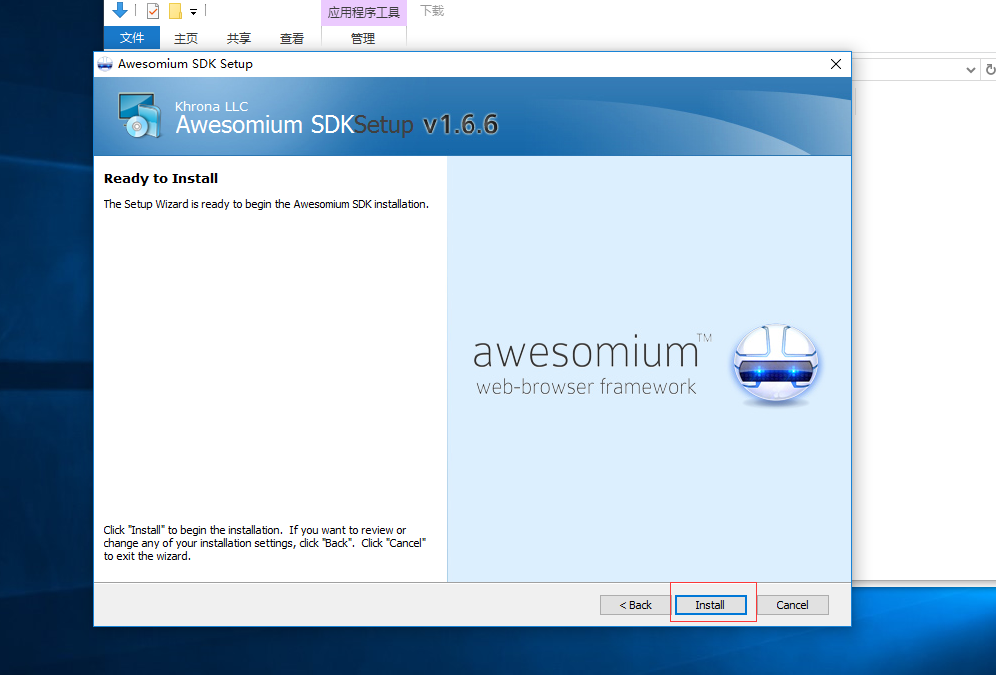 应用程序工具 下载
文件 主页 共享 查看 管理
Awesomium SDK Setup
Khrona LLC
Awesomium SDKSetup v1.6.6
Ready to Install
The Setup Wizard is ready to begin the Awesomium SDK installation.
awesomium™
web-browser framework
Click "Install" to begin the installation.  If you want to review or
change any of your installation settings, click "Back".  Click "Cancel"
to exit the wizard.
< Back Install Cancel